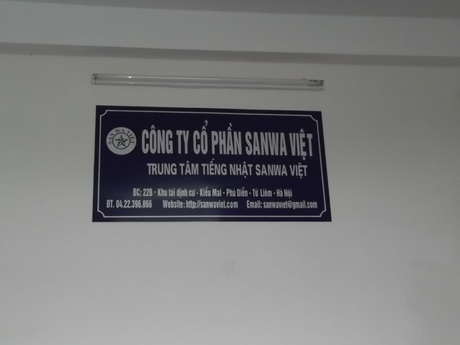 SANWA VIET
CÔNG TY CỔ PHẦN SANWA VIỆT
TRUNG TÂM TIẾNG NHẬT SANWA VIỆT
ĐC: 22B - Khu tái định cư - Kiều Mai - Phú Diễn - Từ Liêm - Hà Nội
ĐT. 04.22.396.866 Website: http://sanwaviet.com Email: sanwaviet@gmail.com